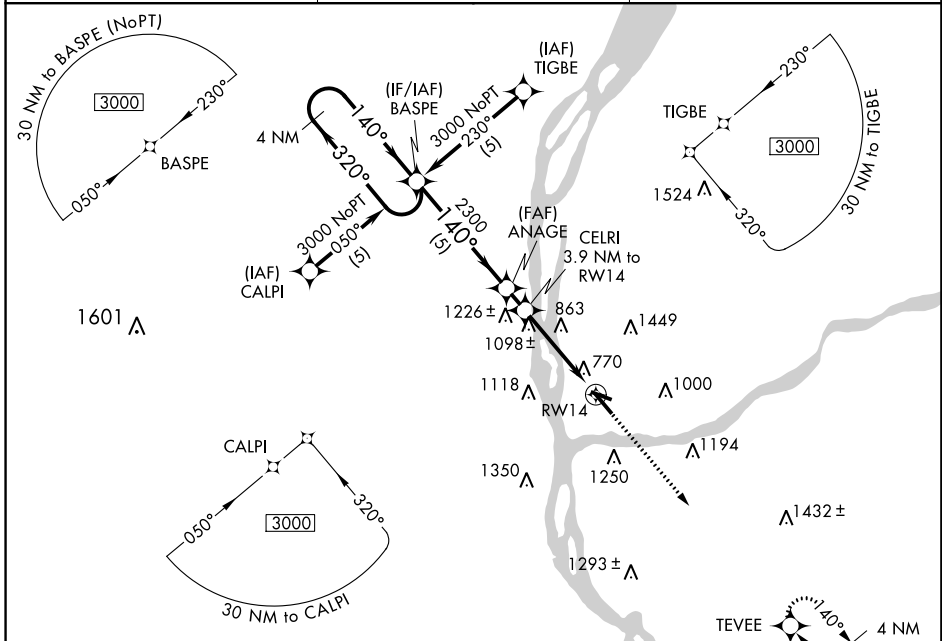 30 NM to BASPE (NoPT)
3000
230°
050°
BASPE
4 NM
140°
320°
(IF/IAF)
BASPE
(IAF)
TIGBE
3000 NoPT
230°
(5)
3000 NoPT
050°
(5)
(IAF)
CALPI
2300
140°
(5)
(FAF)
ANAGE
CELRI
3.9 NM to
RW14
TIGBE
230°
3000
320°
30 NM to TIGBE
1524
1601
1226 ±
1098 ±
863
1449
770
1118
1000
RW14
1194
1250
1350
1432 ±
1293 ±
CALPI
050°
320°
3000
30 NM to CALPI
TEVEE
140°
4 NM